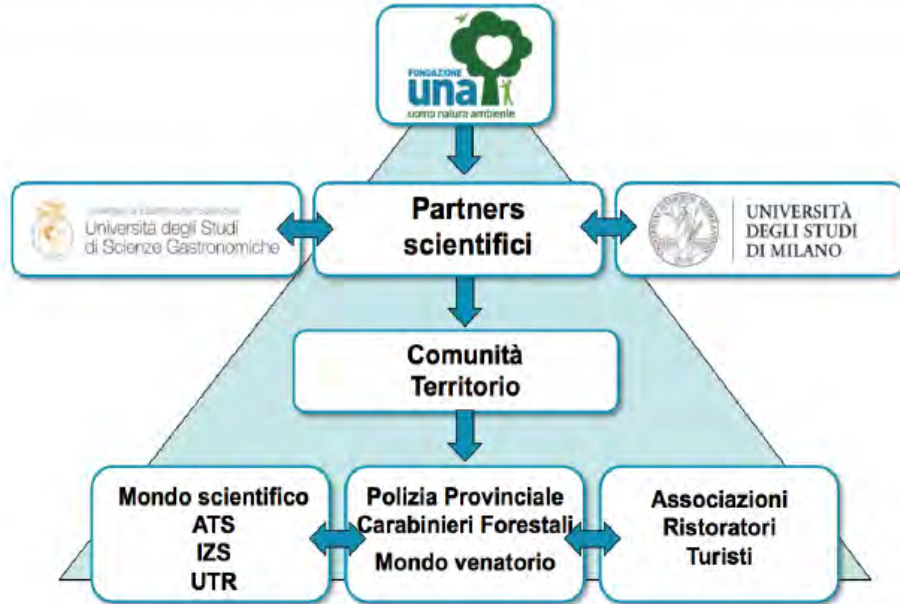 FONDAZIONE
una
uomo natura ambiente
Università degli Studi
di Scienze Gastronomiche
Partners
scientifici
UNIVERSITÀ
DEGLI STUDI
DI MILANO
Comunità
Territorio
Mondo scientifico
ATS
IZS
UTR
Polizia Provinciale
Carabinieri Forestali
Mondo venatorio
Associazioni
Ristoratori
Turisti